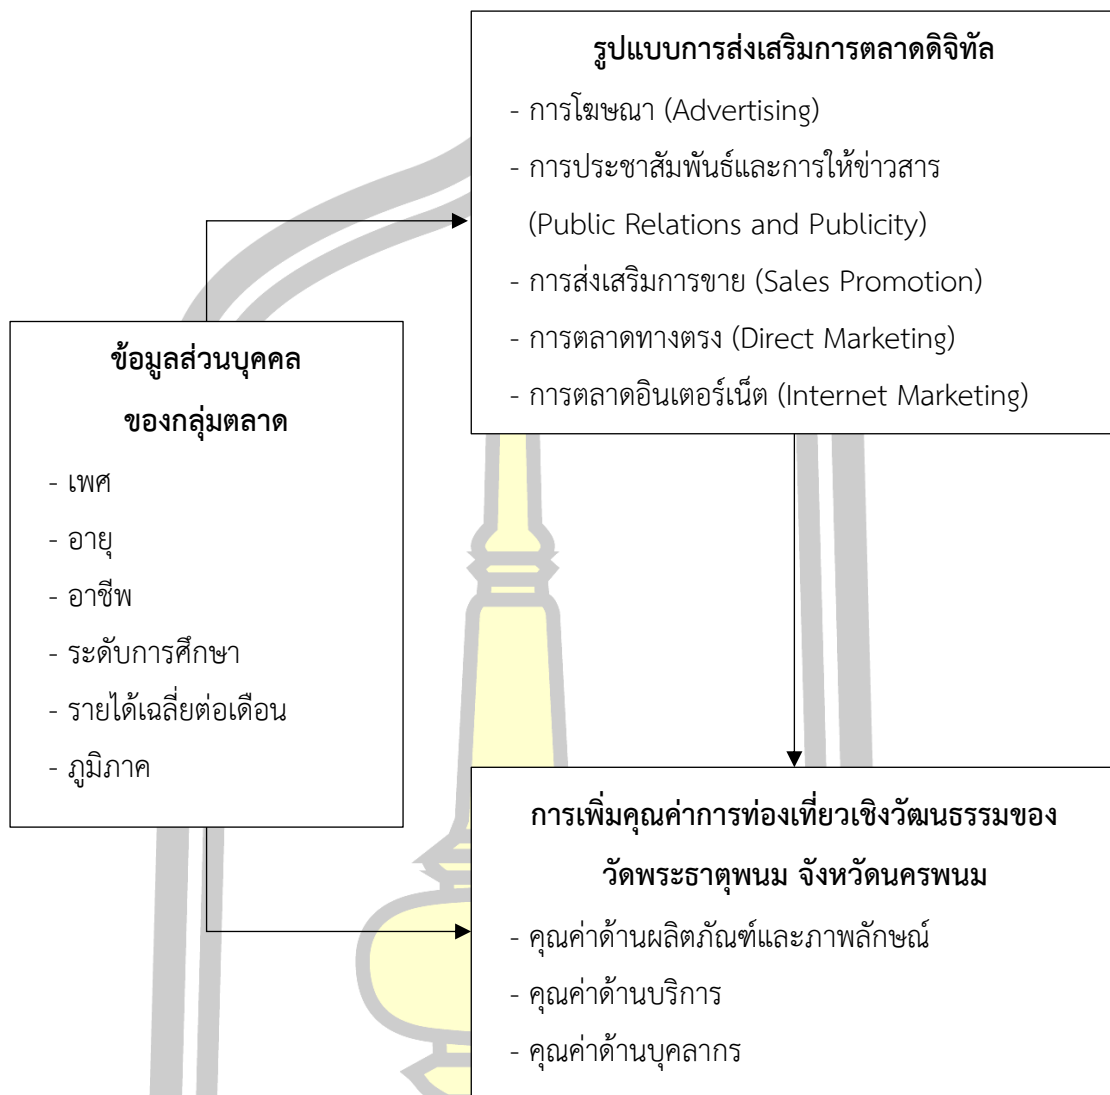 รูปแบบการส่งเสริมการตลาดดิจิทัล
- การโฆษณา (Advertising)
- การประชาสัมพันธ์และการให้ข่าวสาร
(Public Relations and Publicity)
- การส่งเสริมการขาย (Sales Promotion)
- การตลาดทางตรง (Direct Marketing)
- การตลาดอินเตอร์เน็ต (Internet Marketing)
ข้อมูลส่วนบุคคล
ของกลุ่มตลาด
- เพศ
- อายุ
- อาชีพ
- ระดับการศึกษา
- รายได้เฉลี่ยต่อเดือน
- ภูมิภาค
การเพิ่มคุณค่าการท่องเที่ยวเชิงวัฒนธรรมของ
วัดพระธาตุพนม จังหวัดนครพนม
- คุณค่าด้านผลิตภัณฑ์และภาพลักษณ์
- คุณค่าด้านบริการ
- คุณค่าด้านบุคลากร